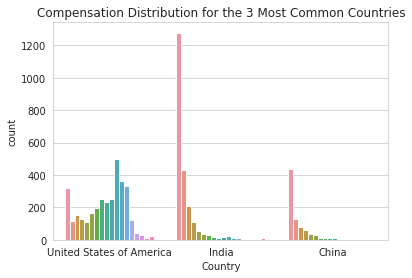 Compensation Distribution for the 3 Most Common Countries
1200
1000
800
600
400
200
0
count
United States of America India China
Country